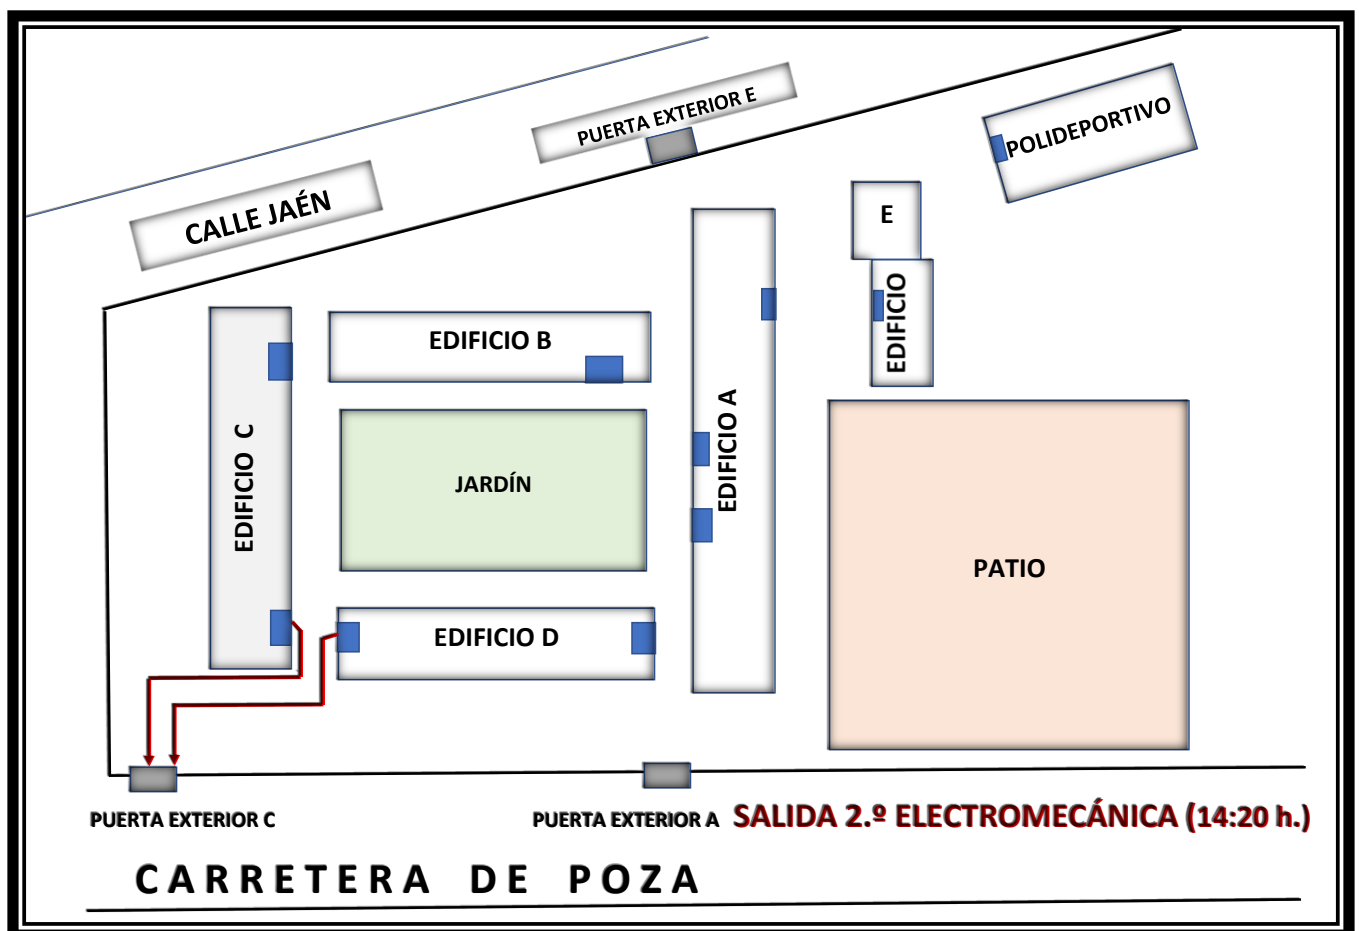 PUERTA EXTERIOR E
POLIDEPORTIVO
CALLE JAÉN
E
EDIFICIO
EDIFICIO B
EDIFICIO A
EDIFICIO C
JARDÍN
PATIO
EDIFICIO D
PUERTA EXTERIOR C
PUERTA EXTERIOR A
SALIDA 2.º ELECTROMECÁNICA (14:20 h.)
CARRETERA DE POZA